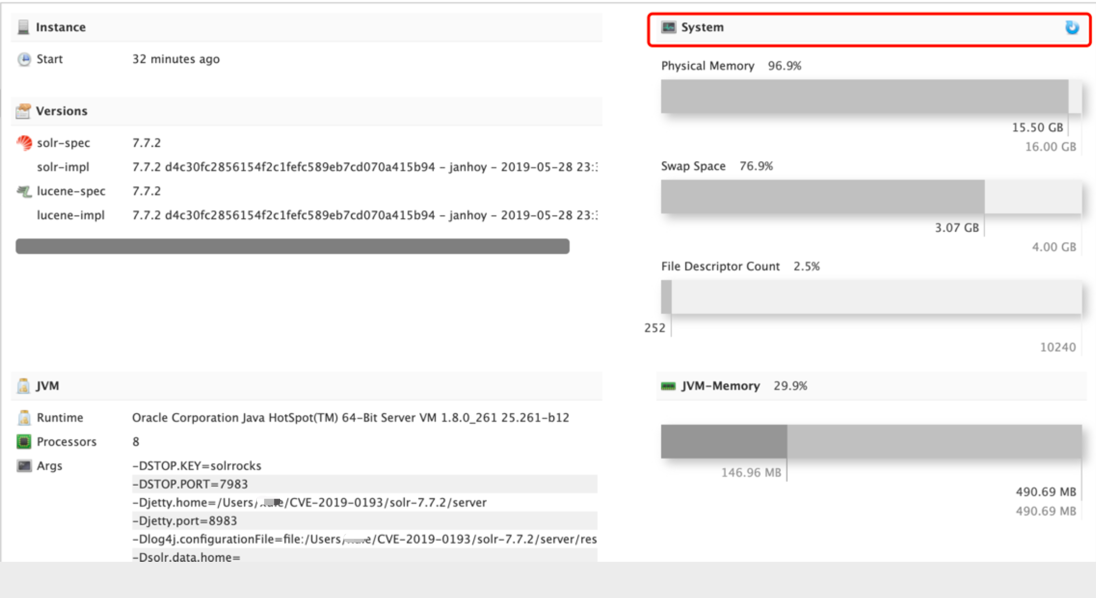 Instance
Start 32 minutes ago
Versions
solr-spec 7.7.2
solr-impl 7.7.2 d4c30fc2856154f2c1fefc589eb7cd070a415b94 - janhoy - 2019-05-28 23:
lucene-spec 7.7.2
lucene-impl 7.7.2 d4c30fc2856154f2c1fefc589eb7cd070a415b94 - janhoy - 2019-05-28 23:
System
Physical Memory 96.9%
15.50 GB
16.00 GB
Swap Space 76.9%
3.07 GB
4.00 GB
File Descriptor Count 2.5%
252
10240
JVM
Runtime Oracle Corporation Java HotSpot(TM) 64-Bit Server VM 1.8.0_261 25.261-b12
Processors 8
Args -DSTOP.KEY=solrrocks
-DSTOP.PORT=7983
-Djetty.home=/Users/ /CVE-2019-0193/solr-7.7.2/server
-Djetty.port=8983
-Dlog4j.configurationFile=file:/Users/ /CVE-2019-0193/solr-7.7.2/server/res
-Dsolr.data.home=
JVM-Memory 29.9%
146.96 MB
490.69 MB
490.69 MB